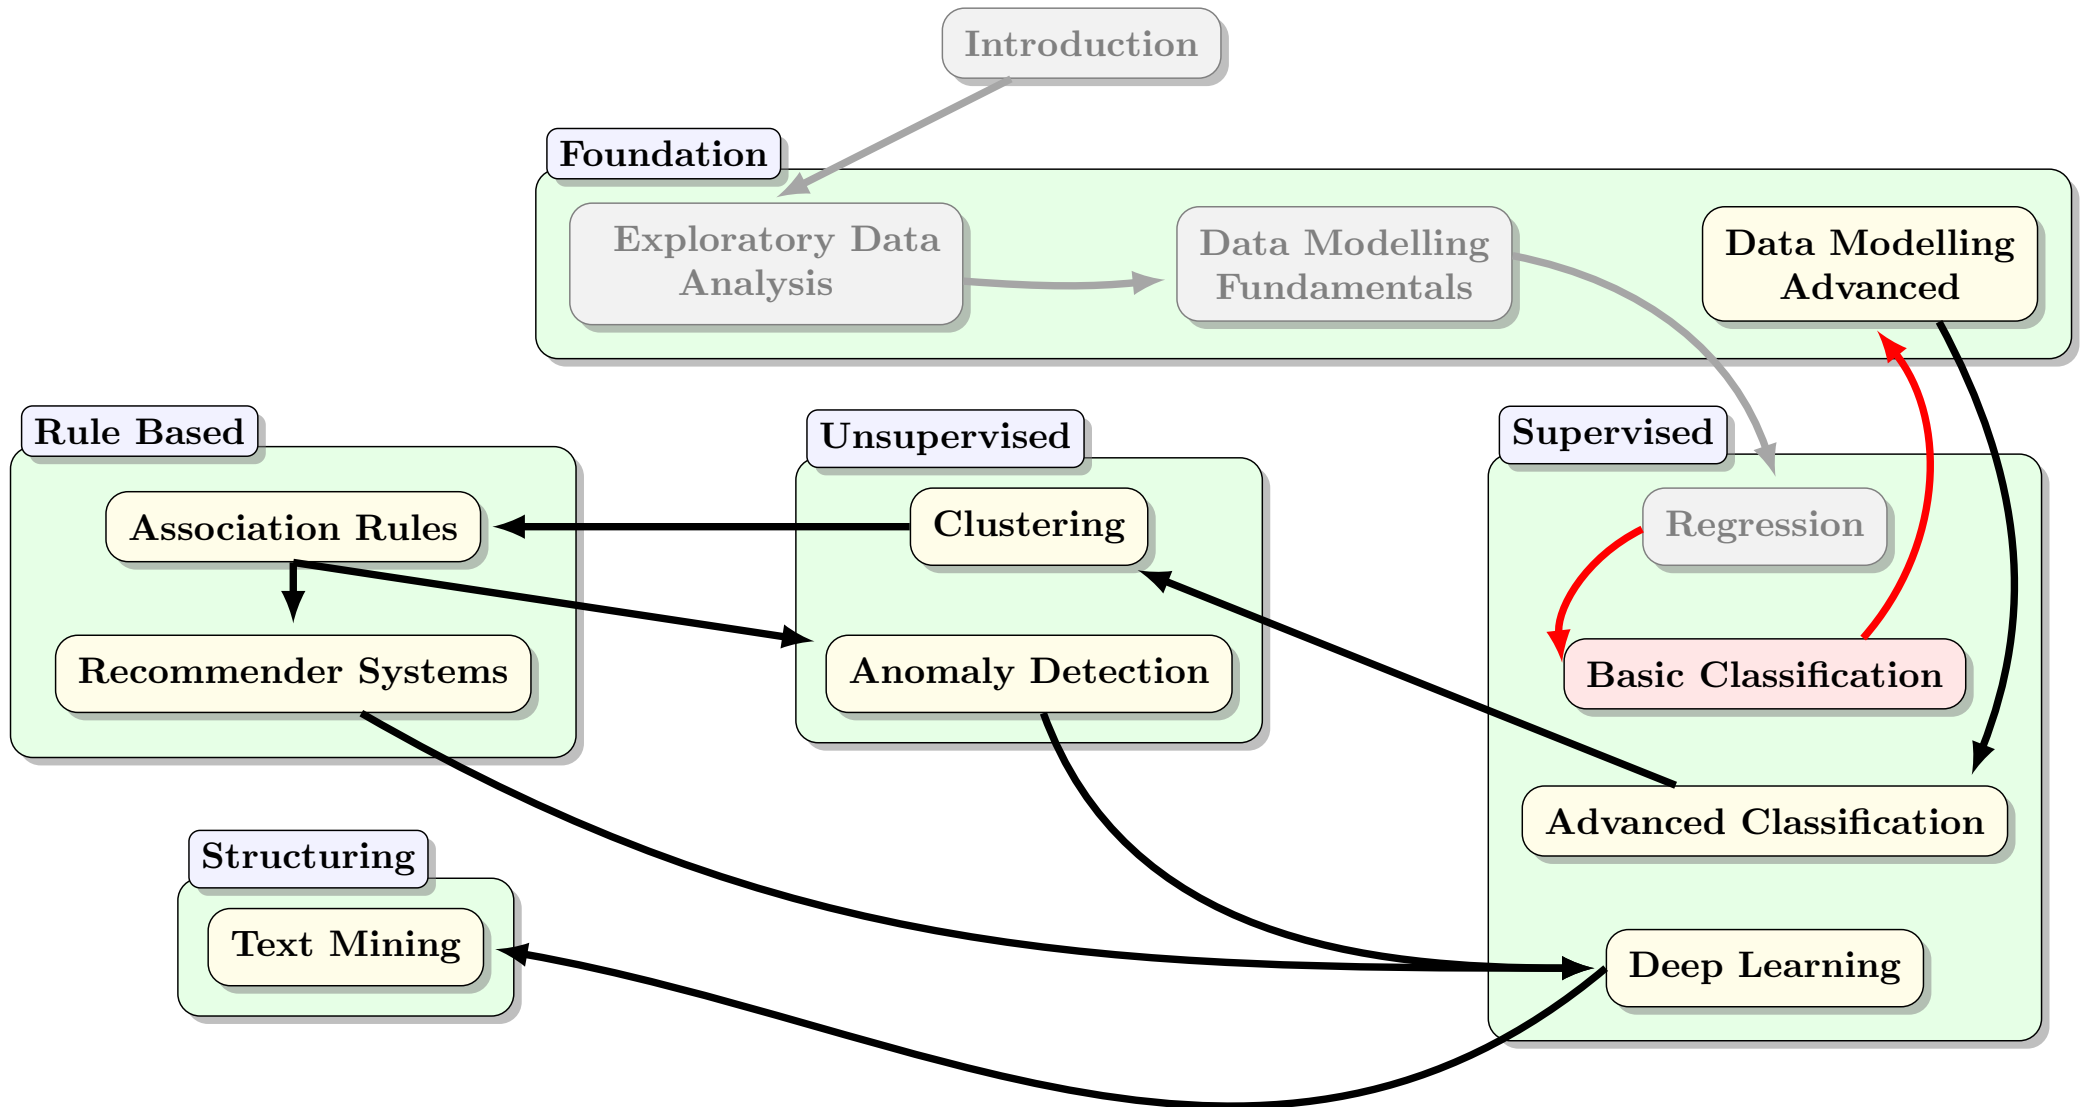 Introduction
Foundation
Exploratory Data
Analysis
Data Modelling
Fundamentals
Data Modelling
Advanced
Rule Based
Association Rules
Recommender Systems
Unsupervised
Clustering
Anomaly Detection
Supervised
Regression
Basic Classification
Advanced Classification
Deep Learning
Structuring
Text Mining